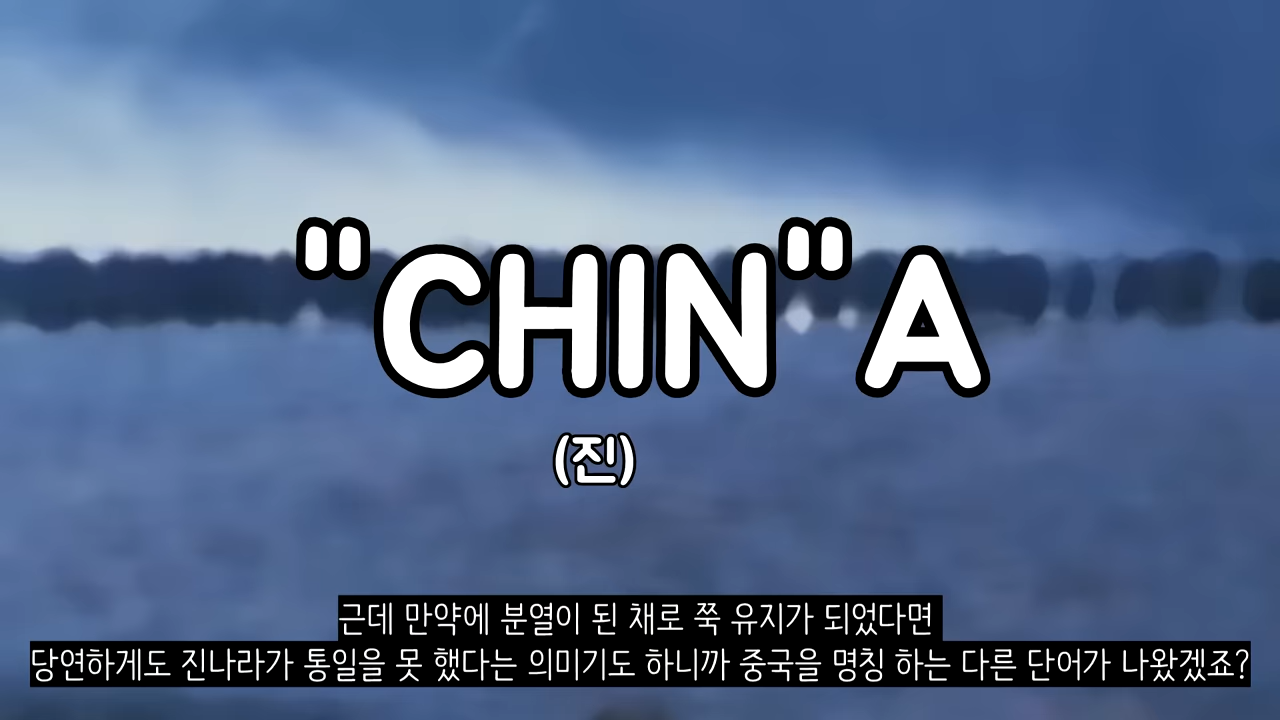 "CHIN"A
(진)
근데 만약에 분열이 된 채로 쭉 유지가 되었다면
당연하게도 진나라가 통일을 못 했다는 의미기도 하니까 중국을 명칭 하는 다른 단어가 나왔겠죠?